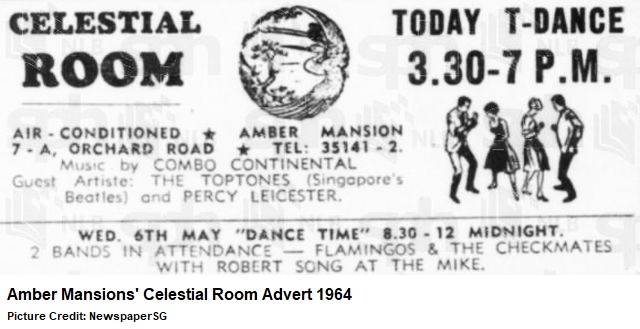 CELESTIAL
ROOM
TODAY T-DANCE
3.30-7 P.M.
AIR - CONDITIONED ★ AMBER MANSION
7 - A, ORCHARD ROAD ★ TEL: 35141 - 2.
Music by COMBO CONTINENTAL
Guest Artiste: THE TOPTONES (Singapore's
Beatles) and PERCY LEICESTER.
WED. 6TH MAY "DANCE TIME" 8.30 - 12 MIDNIGHT.
2 BANDS IN ATTENDANCE — FLAMINGOS & THE CHECKMATES
WITH ROBERT SONG AT THE MIKE.
Amber Mansions' Celestial Room Advert 1964
Picture Credit: NewspaperSG